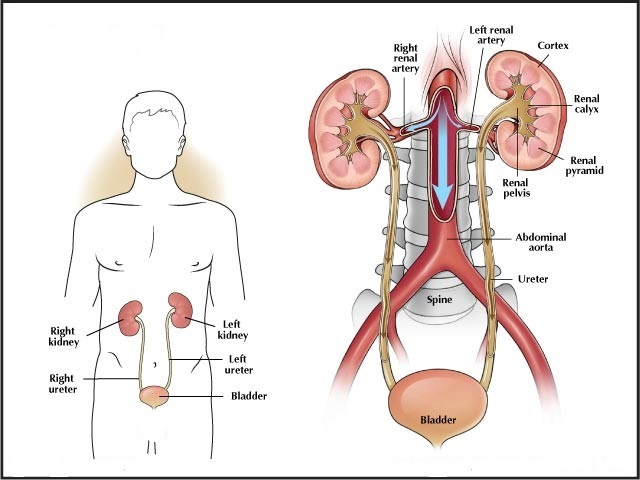 Right
kidney
Left
kidney
Left
ureter
Right
ureter
Bladder
Left renal
artery
Right
renal
artery
Cortex
Renal
calyx
Renal
pyramid
Renal
pelvis
Abdominal
aorta
Ureter
Spine
Bladder